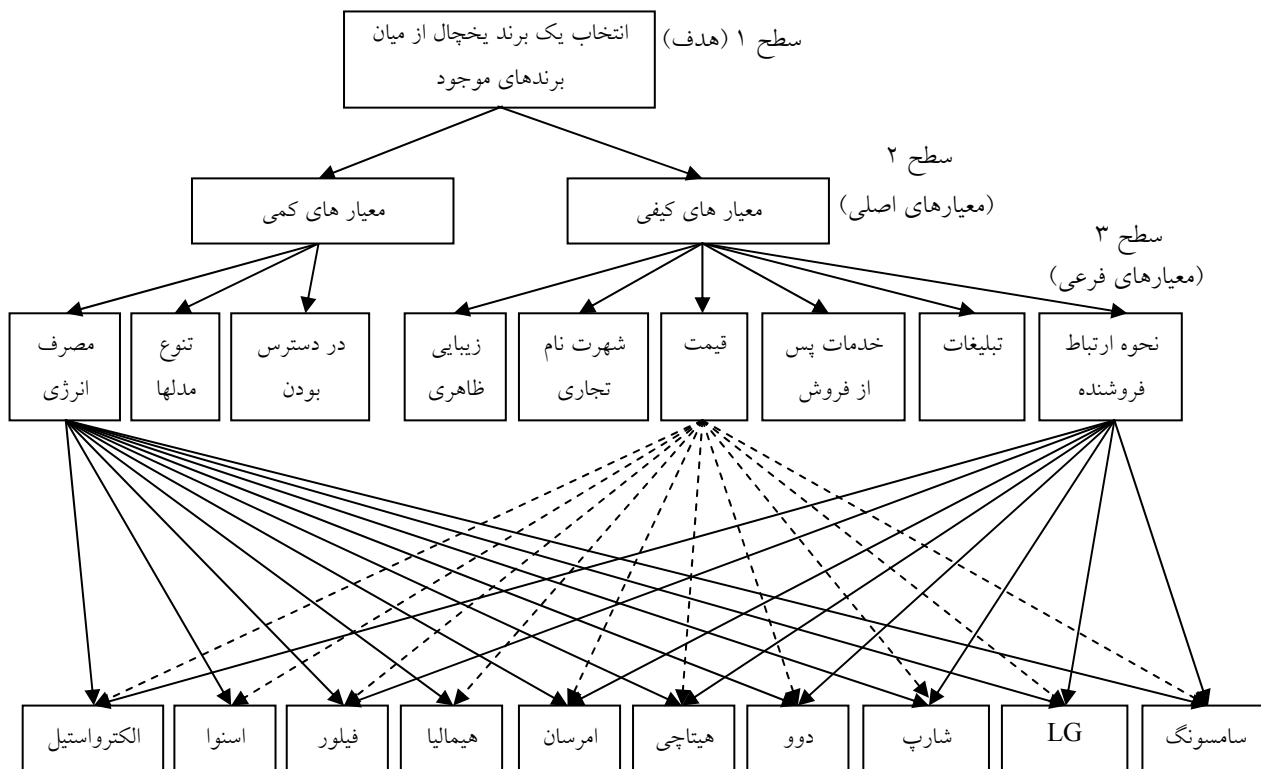 انتخاب یک برند یخچال از میان
برندهای موجود
سطح ۱ (هدف)
سطح ۲
(معیارهای اصلی)
معیار های کیفی
معیار های کمی
سطح ۳
(معیارهای فرعی)
نحوه ارتباط
فروشنده
تبلیغات
خدمات پس
از فروش
قیمت
شهرت نام
تجاری
زیبایی
ظاهری
در دسترس
بودن
تنوع
مدلها
مصرف
انرژی
سامسونگ
LG
شارپ
دوو
هیتاچی
امرسان
هیمالیا
فیلور
اسنوا
الکترواستیل